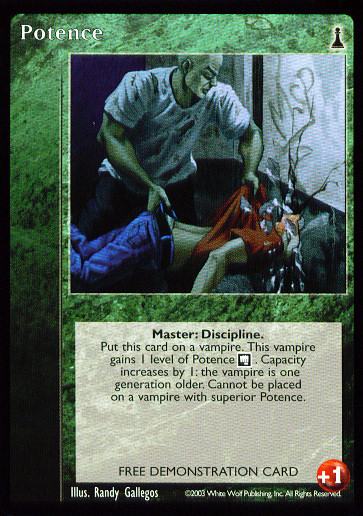 Potence
Master: Discipline.
Put this card on a vampire. This vampire
gains 1 level of Potence . Capacity
increases by 1: the vampire is one
generation older. Cannot be placed
on a vampire with superior Potence.
FREE DEMONSTRATION CARD
+1
Illus. Randy Gallegos
©2003 White Wolf Publishing, Inc. All Rights Reserved.